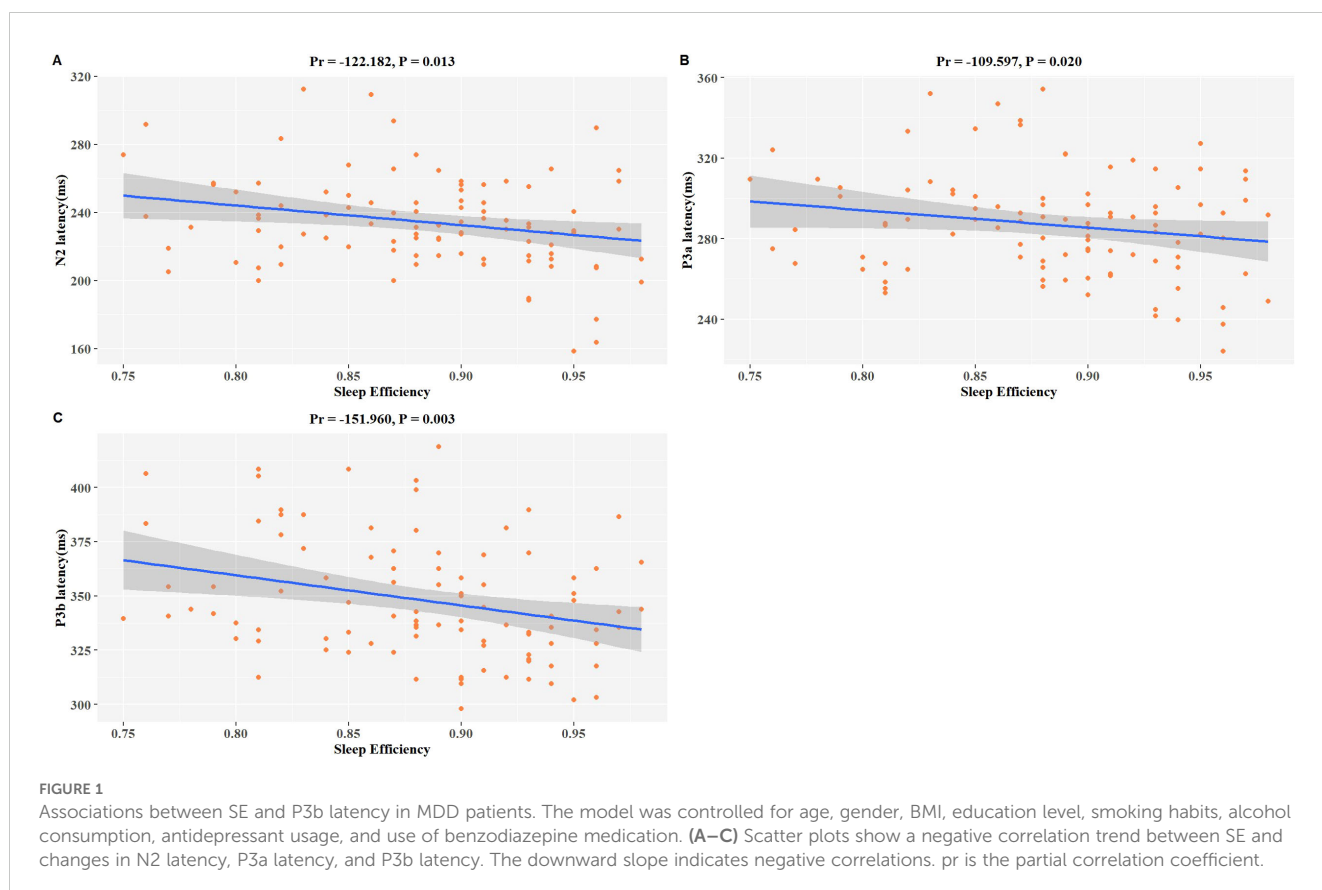 A
Pr = -122.182, P = 0.013
320
280
240
200
160
N2 latency(ms)
0.75 0.80 0.85 0.90 0.95
Sleep Efficiency
B
Pr = -109.597, P = 0.020
360
320
280
240
P3a latency(ms)
0.75 0.80 0.85 0.90 0.95
Sleep Efficiency
C
Pr = -151.960, P = 0.003
400
375
350
325
300
P3b latency(ms)
0.75 0.80 0.85 0.90 0.95
Sleep Efficiency
FIGURE 1
Associations between SE and P3b latency in MDD patients. The model was controlled for age, gender, BMI, education level, smoking habits, alcohol
consumption, antidepressant usage, and use of benzodiazepine medication. (A–C) Scatter plots show a negative correlation trend between SE and
changes in N2 latency, P3a latency, and P3b latency. The downward slope indicates negative correlations. pr is the partial correlation coefficient.